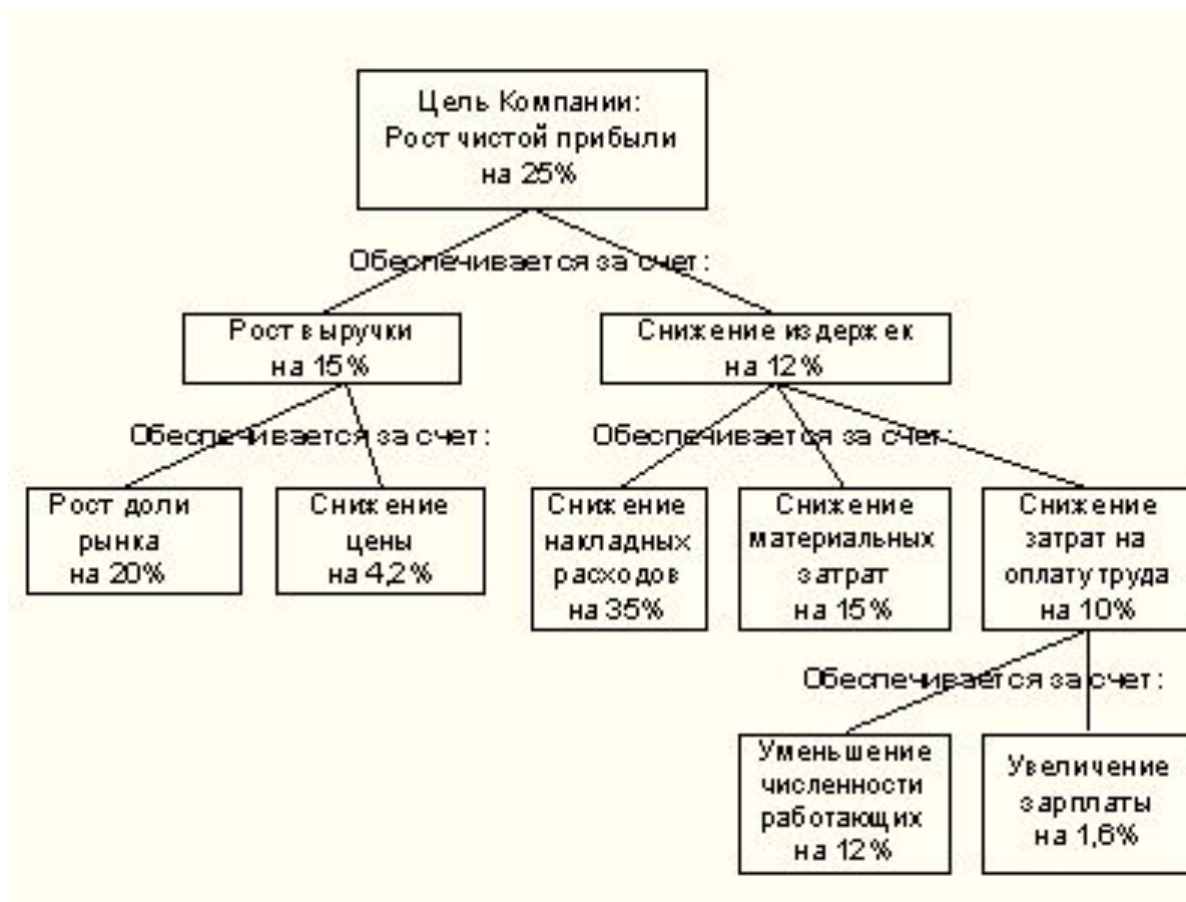 Цель Компании:
Рост чистой прибыли
на 25%
Обеспечивается за счет:
Рост выручки
на 15%
Снижение издержек
на 12%
Обеспечивается за счет:
Обеспечивается за счет:
Рост доли
рынка
на 20%
Снижение
цены
на 4,2%
Снижение
накладных
расходов
на 35%
Снижение
материальных
затрат
на 15%
Снижение
затрат на
оплату труда
на 10%
Обеспечивается за счет:
Уменьшение
численности
работающих
на 12%
Увеличение
зарплаты
на 1,6%